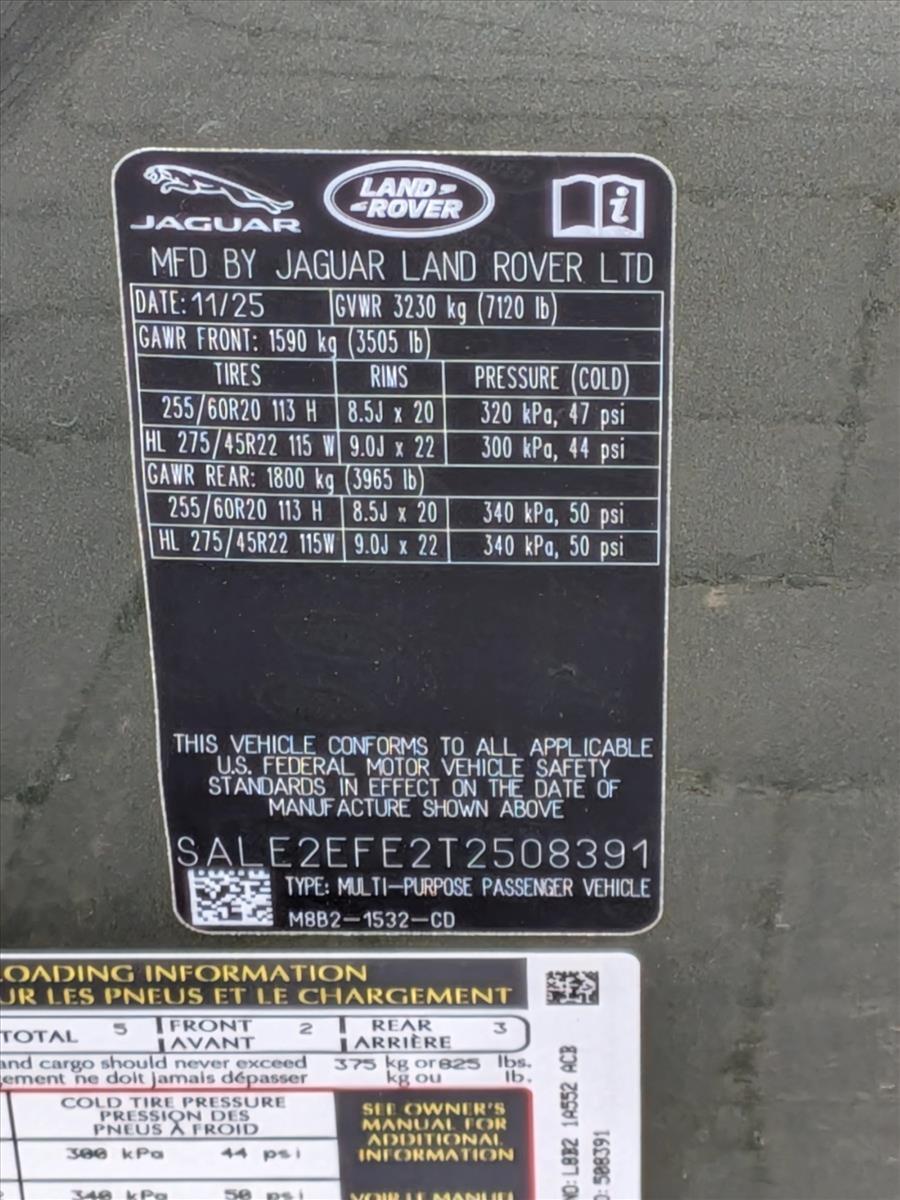 JAGUAR
LAND ROVER
i
MFD BY JAGUAR LAND ROVER LTD
DATE: 11/25 GVWR 3230 kg (7120 lb)
GAWR FRONT: 1590 kg (3505 lb)
TIRES RIMS PRESSURE (COLD)
255/60R20 113 H 8.5J x 20 320 kPa, 47 psi
HL 275/45R22 115 W 9.0J x 22 300 kPa, 44 psi
GAWR REAR: 1800 kg (3965 lb)
255/60R20 113 H 8.5J x 20 340 kPa, 50 psi
HL 275/45R22 115W 9.0J x 22 340 kPa, 50 psi
THIS VEHICLE CONFORMS TO ALL APPLICABLE
U.S. FEDERAL MOTOR VEHICLE SAFETY
STANDARDS IN EFFECT ON THE DATE OF
MANUFACTURE SHOWN ABOVE
SALE2EFE2T2508391
TYPE: MULTI-PURPOSE PASSENGER VEHICLE
M8B2-1532-CD
LOADING INFORMATION
UR LES PNEUS ET LE CHARGEMENT
TOTAL 5 FRONT 2 REAR 3
AVANT ARRIÈRE
and cargo should never exceed 375 kg or 825 lbs.
ement ne doit jamais dépasser kg ou lb.
COLD TIRE PRESSURE
PRESSION DES
PNEUS À FROID
300 kPa 44 psi
340 kPa 50 psi
SEE OWNER'S
MANUAL FOR
ADDITIONAL
INFORMATION
VOIR LE MANUEL
NO: L8B2 1A552 ACB
D: 508391